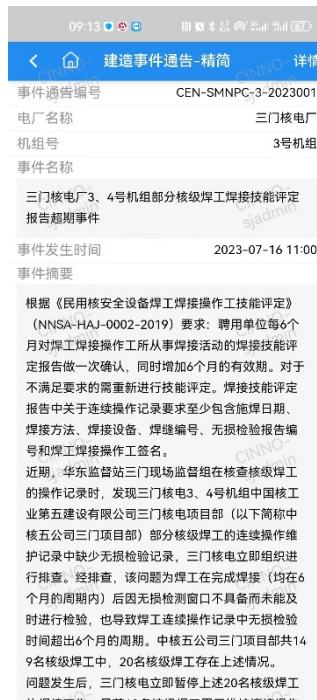 09:13
67
建造事件通告-精简
详情
事件通告编号 CEN-SMNPC-3-2023001
电厂名称 三门核电厂
机组号 3号机组
事件名称
三门核电厂3、4号机组部分核级焊工焊接技能评定
报告超期事件
事件发生时间 2023-07-16 11:00
事件摘要
根据《民用核安全设备焊工焊接操作工技能评定》
（NNSA-HAJ-0002-2019）要求：聘用单位每6个
月对焊工焊接操作工所从事焊接活动的焊接技能评
定报告做一次确认，同时增加6个月的有效期。对于
不满足要求的需重新进行技能评定。焊接技能评定
报告中关于连续操作记录要求至少包含施焊日期、
焊接方法、焊接设备、焊缝编号、无损检验报告编
号和焊工焊接操作工签名。
近期，华东监督站三门现场监督组在核查核级焊工
的操作记录时，发现三门核电3、4号机组中国核工
业第五建设有限公司三门核电项目部（以下简称中
核五公司三门项目部）部分核级焊工的连续操作维
护记录中缺少无损检验记录，三门核电立即组织进
行排查。经排查，该问题为焊工在完成焊接（均在6
个月的周期内）后因无损检测窗口不具备而未能及
时进行检验，也导致焊工连续操作记录中无损检验
时间超出6个月的周期。中核五公司三门项目部共14
9名核级焊工中，20名核级焊工存在上述情况。
问题发生后，三门核电立即暂停上述20名核级焊工
CINNO-
sjadmin